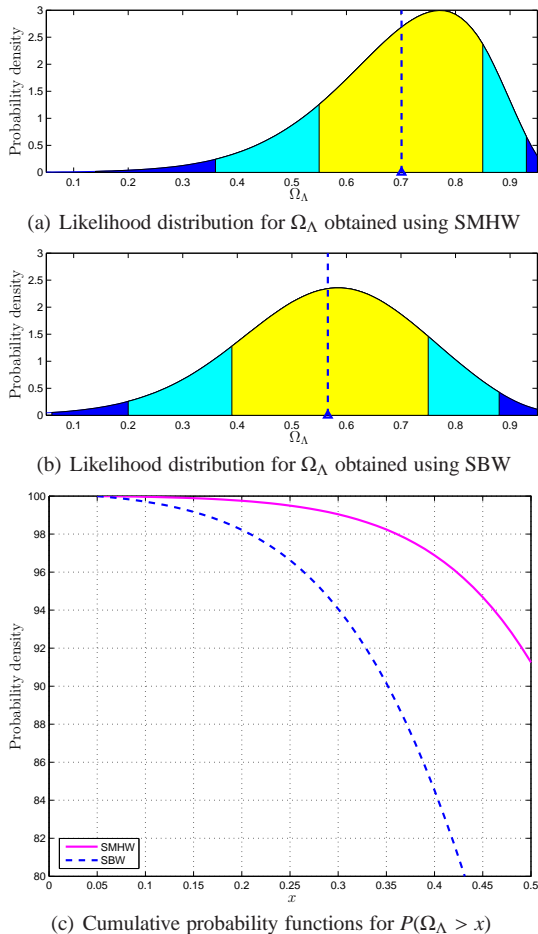 3
2.5
2
1.5
1
0.5
0
Probability density
0.1 0.2 0.3 0.4 0.5 0.6 0.7 0.8 0.9
Ω_Λ
(a) Likelihood distribution for Ω_Λ obtained using SMHW
3
2.5
2
1.5
1
0.5
0
Probability density
0.1 0.2 0.3 0.4 0.5 0.6 0.7 0.8 0.9
Ω_Λ
(b) Likelihood distribution for Ω_Λ obtained using SBW
100
98
96
94
92
90
88
86
84
82
80
Probability density
SMHW
SBW
0 0.05 0.1 0.15 0.2 0.25 0.3 0.35 0.4 0.45 0.5
x
(c) Cumulative probability functions for P(Ω_Λ > x)